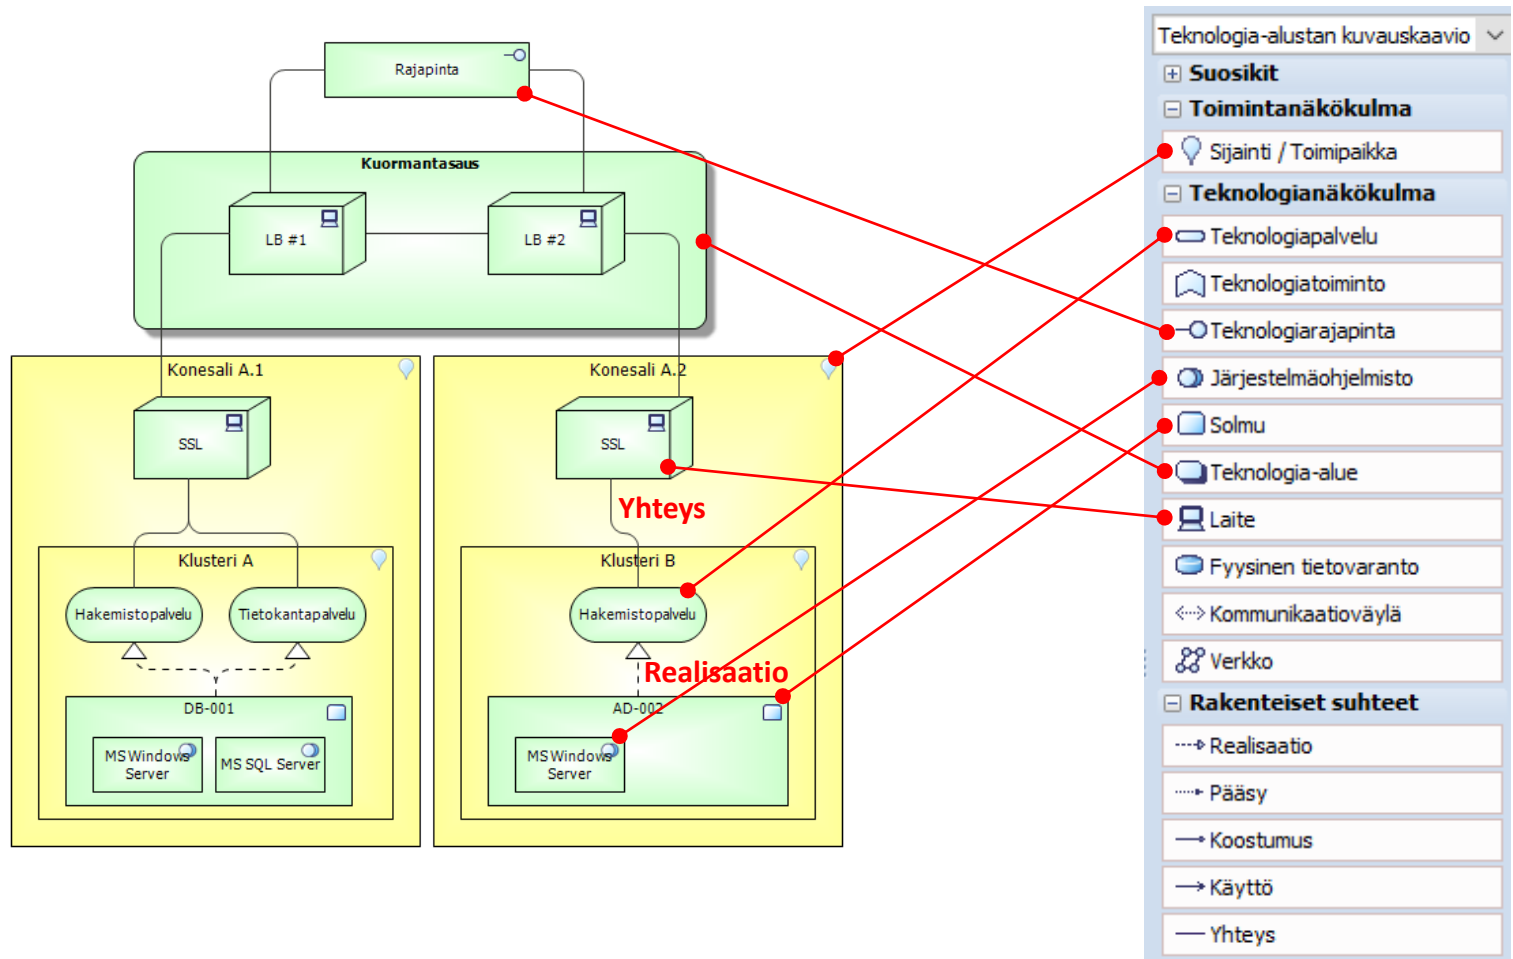 Rajapinta
Kuormantasaus
LB #1
LB #2
Konesali A.1
Konesali A.2
SSL
SSL
Yhteys
Klusteri A
Klusteri B
Hakemistopalvelu
Tietokantapalvelu
Hakemistopalvelu
Realisaatio
DB-001
AD-002
MS Windows
Server
MS SQL Server
MS Windows
Server
Teknologia-alustan kuvauskaavio
Suosikit
Toimintanäkökulma
Sijainti / Toimipaikka
Teknologianäkökulma
Teknologiapalvelu
Teknologiatoiminto
Teknologiarajapinta
Järjestelmäohjelmisto
Solmu
Teknologia-alue
Laite
Fyysinen tietovaranto
Kommunikaatioväylä
Verkko
Rakenteiset suhteet
Realisaatio
Pääsy
Koostumus
Käyttö
Yhteys